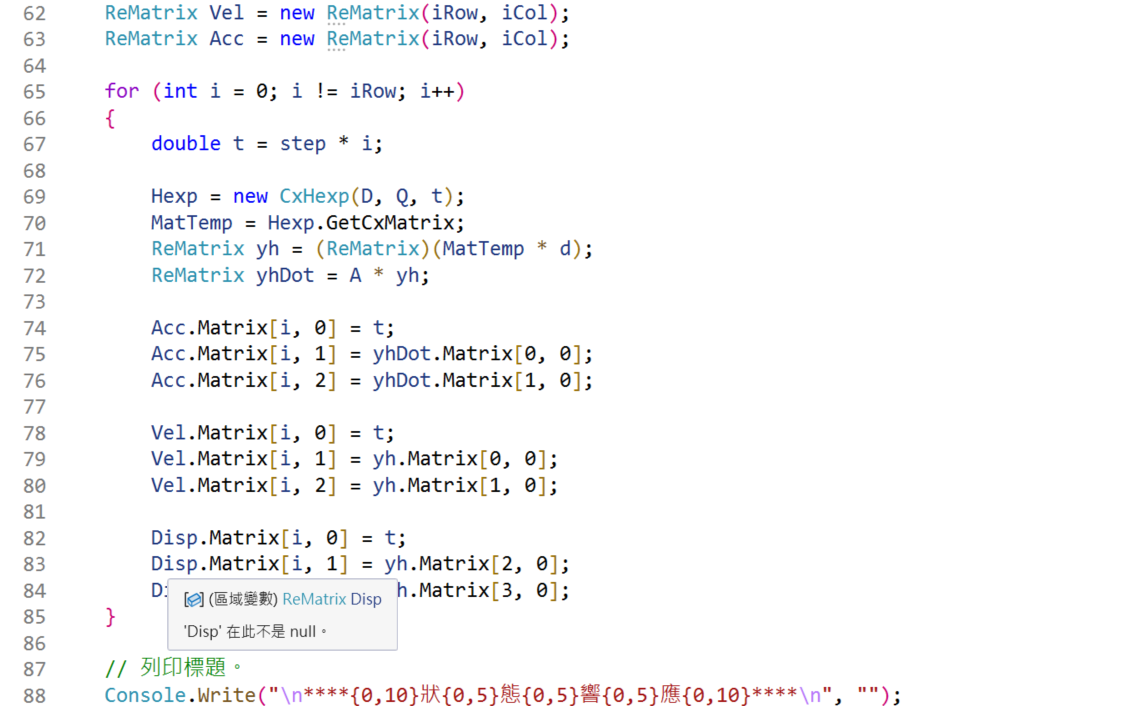 62 ReMatrix Vel = new ReMatrix(iRow, iCol);
63 ReMatrix Acc = new ReMatrix(iRow, iCol);
64
65 for (int i = 0; i != iRow; i++)
66 {
67 double t = step * i;
68
69 Hexp = new CxHexp(D, Q, t);
70 MatTemp = Hexp.GetCxMatrix;
71 ReMatrix yh = (ReMatrix)(MatTemp * d);
72 ReMatrix yhDot = A * yh;
73
74 Acc.Matrix[i, 0] = t;
75 Acc.Matrix[i, 1] = yhDot.Matrix[0, 0];
76 Acc.Matrix[i, 2] = yhDot.Matrix[1, 0];
77
78 Vel.Matrix[i, 0] = t;
79 Vel.Matrix[i, 1] = yh.Matrix[0, 0];
80 Vel.Matrix[i, 2] = yh.Matrix[1, 0];
81
82 Disp.Matrix[i, 0] = t;
83 Disp.Matrix[i, 1] = yh.Matrix[2, 0];
84 h.Matrix[3, 0];
(區域變數) ReMatrix Disp
'Disp' 在此不是 null。
85 }
86
87 // 列印標題。
88 Console.Write("\n****{0,10}狀{0,5}態{0,5}響{0,5}應{0,10}****\n", "");